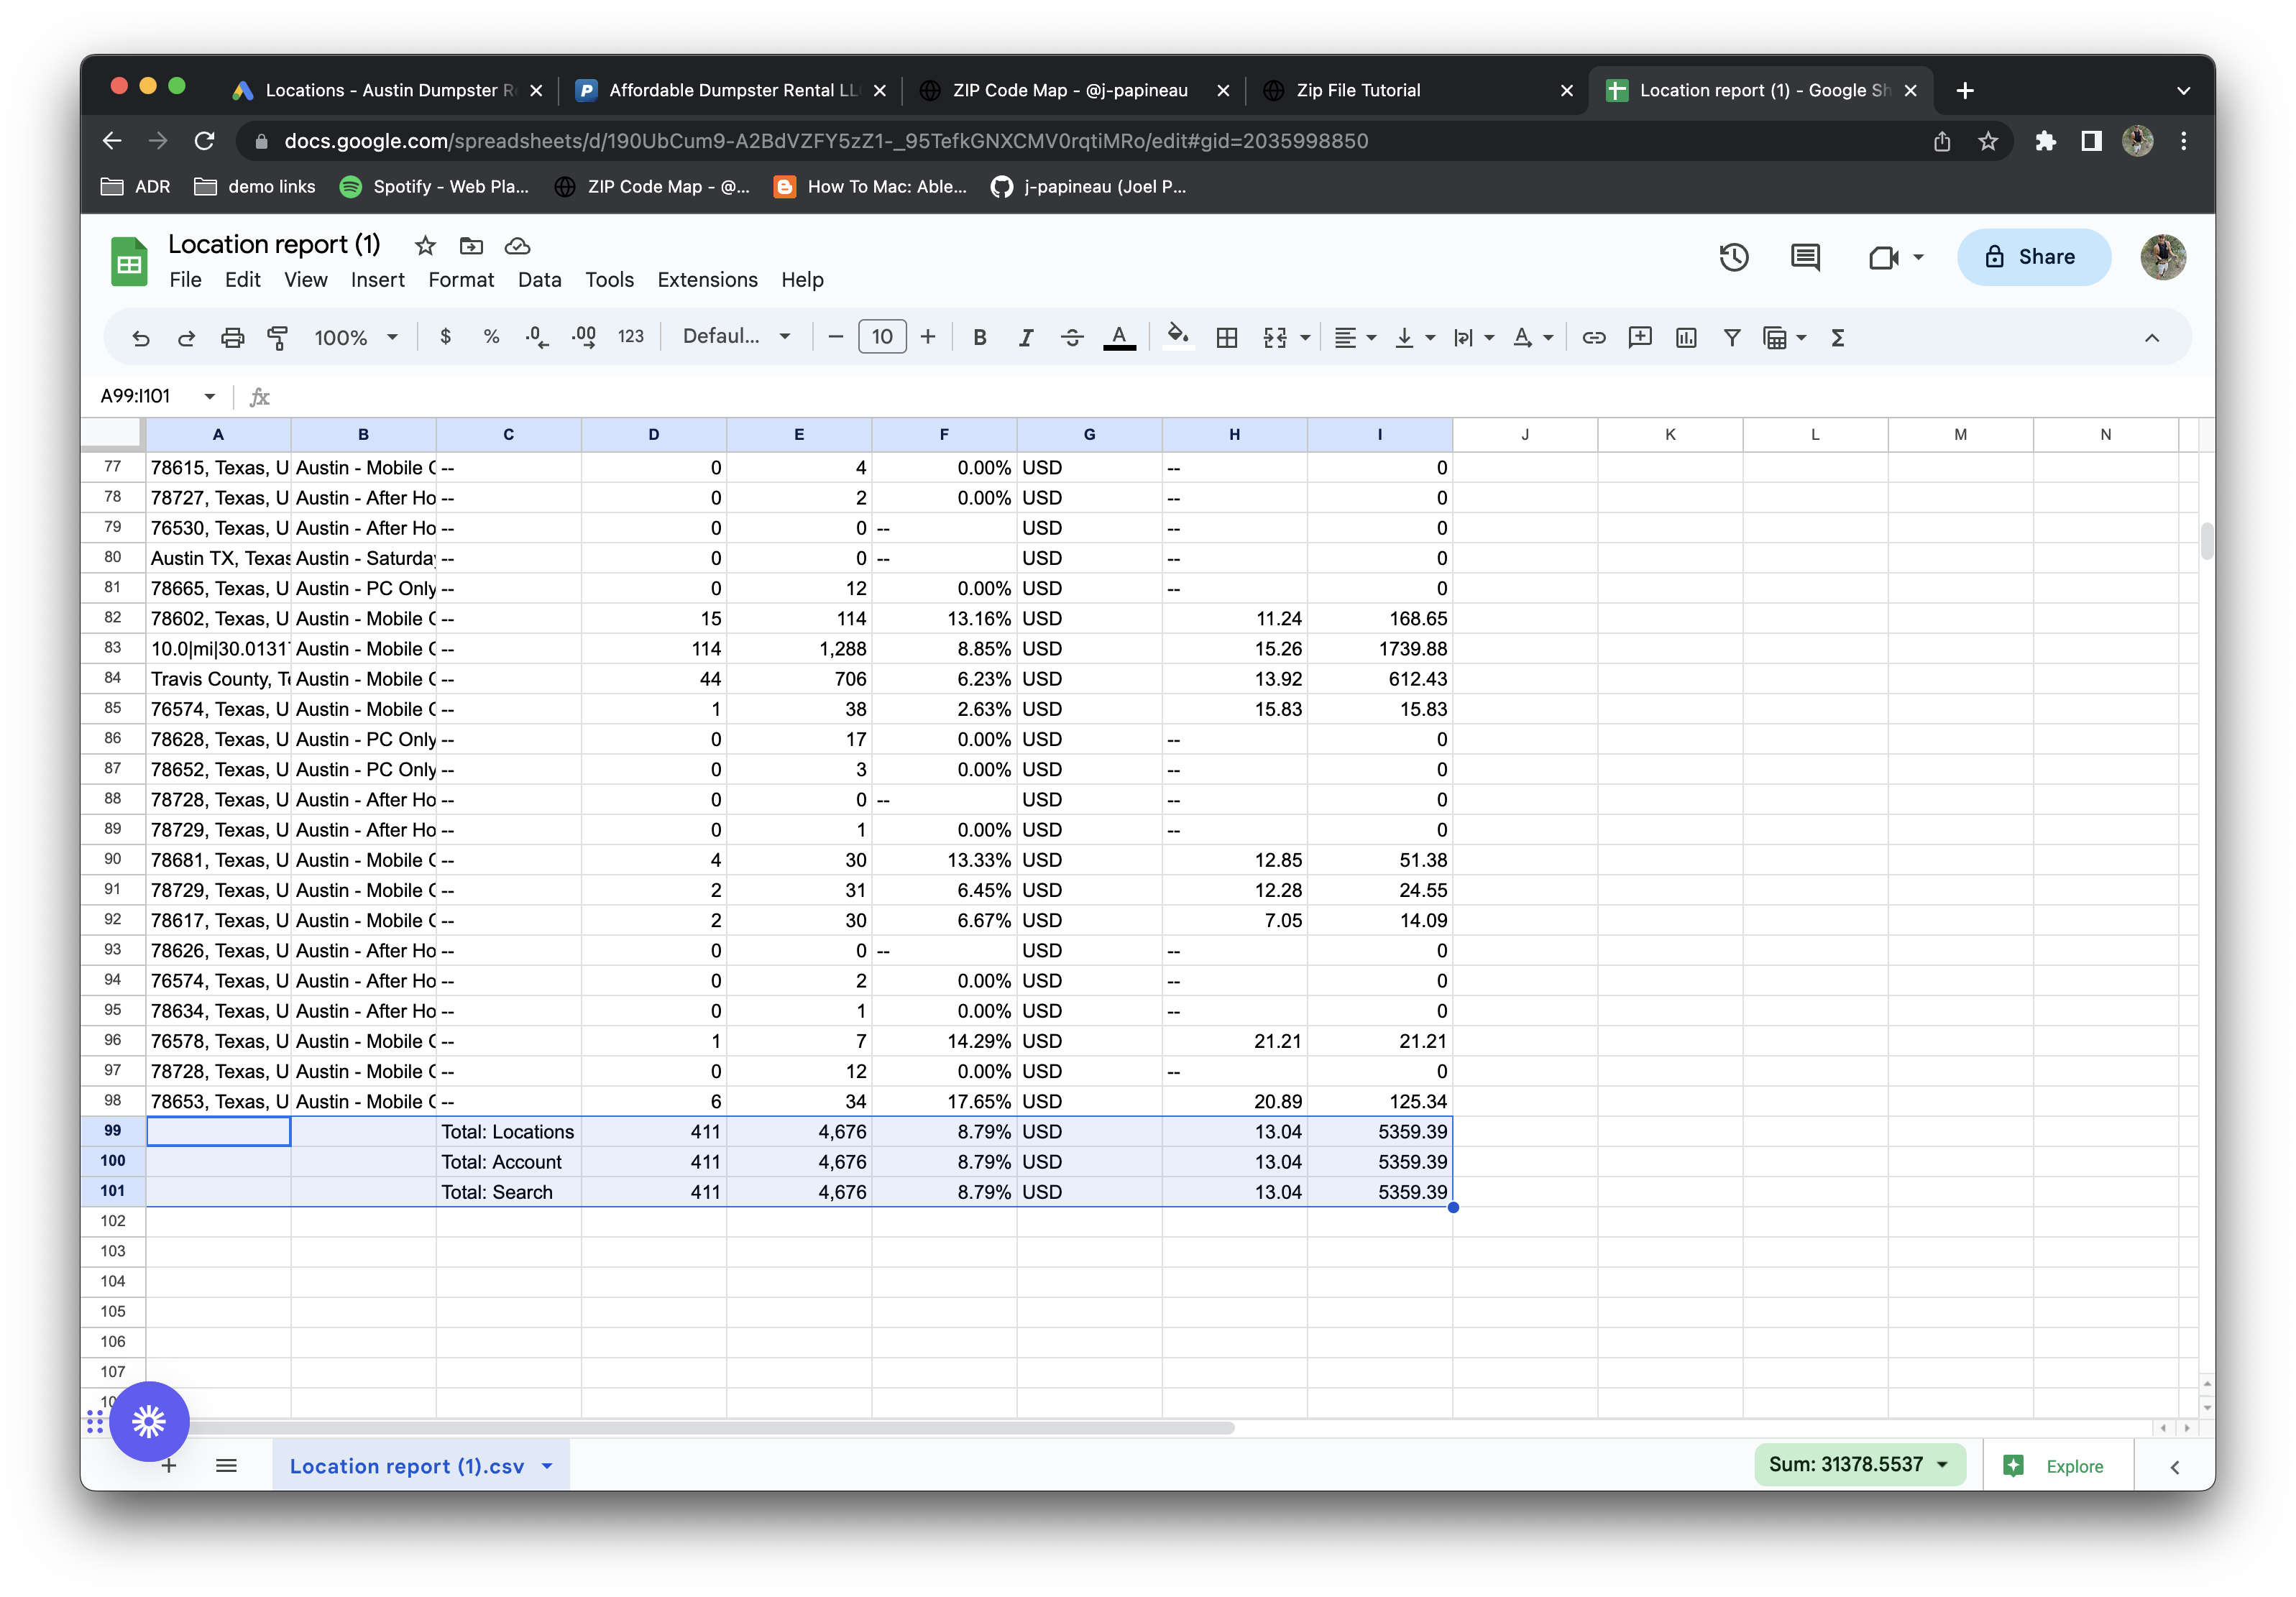 Locations - Austin Dumpster R
Affordable Dumpster Rental LL
ZIP Code Map - @j-papineau
Zip File Tutorial
Location report (1) - Google Sh
docs.google.com/spreadsheets/d/190UbCum9-A2BdVZFY5zZ1-_95TefkGNXCMV0rqtiMRo/edit#gid=2035998850
ADR demo links Spotify - Web Pla... ZIP Code Map - @... How To Mac: Able... j-papineau (Joel P...
Location report (1)
File Edit View Insert Format Data Tools Extensions Help
Share
100% $ % .0 .00 123 Defaul... 10 B I A
A99:I101 fx
A B C D E F G H I J K L M N
77 78615, Texas, U Austin - Mobile -- 0 4 0.00% USD -- 0
78 78727, Texas, U Austin - After Ho -- 0 2 0.00% USD -- 0
79 76530, Texas, U Austin - After Ho -- 0 0 -- USD -- 0
80 Austin TX, Texas Austin - Saturday -- 0 0 -- USD -- 0
81 78665, Texas, U Austin - PC Only -- 0 12 0.00% USD -- 0
82 78602, Texas, U Austin - Mobile -- 15 114 13.16% USD 11.24 168.65
83 10.0|mi|30.0131 Austin - Mobile -- 114 1,288 8.85% USD 15.26 1739.88
84 Travis County, Te Austin - Mobile -- 44 706 6.23% USD 13.92 612.43
85 76574, Texas, U Austin - Mobile -- 1 38 2.63% USD 15.83 15.83
86 78628, Texas, U Austin - PC Only -- 0 17 0.00% USD -- 0
87 78652, Texas, U Austin - PC Only -- 0 3 0.00% USD -- 0
88 78728, Texas, U Austin - After Ho -- 0 0 -- USD -- 0
89 78729, Texas, U Austin - After Ho -- 0 1 0.00% USD -- 0
90 78681, Texas, U Austin - Mobile -- 4 30 13.33% USD 12.85 51.38
91 78729, Texas, U Austin - Mobile -- 2 31 6.45% USD 12.28 24.55
92 78617, Texas, U Austin - Mobile -- 2 30 6.67% USD 7.05 14.09
93 78626, Texas, U Austin - After Ho -- 0 0 -- USD -- 0
94 76574, Texas, U Austin - After Ho -- 0 2 0.00% USD -- 0
95 78634, Texas, U Austin - After Ho -- 0 1 0.00% USD -- 0
96 76578, Texas, U Austin - Mobile -- 1 7 14.29% USD 21.21 21.21
97 78728, Texas, U Austin - Mobile -- 0 12 0.00% USD -- 0
98 78653, Texas, U Austin - Mobile -- 6 34 17.65% USD 20.89 125.34
99 Total: Locations 411 4,676 8.79% USD 13.04 5359.39
100 Total: Account 411 4,676 8.79% USD 13.04 5359.39
101 Total: Search 411 4,676 8.79% USD 13.04 5359.39
102
103
104
105
106
107
Location report (1).csv Sum: 31378.5537 Explore